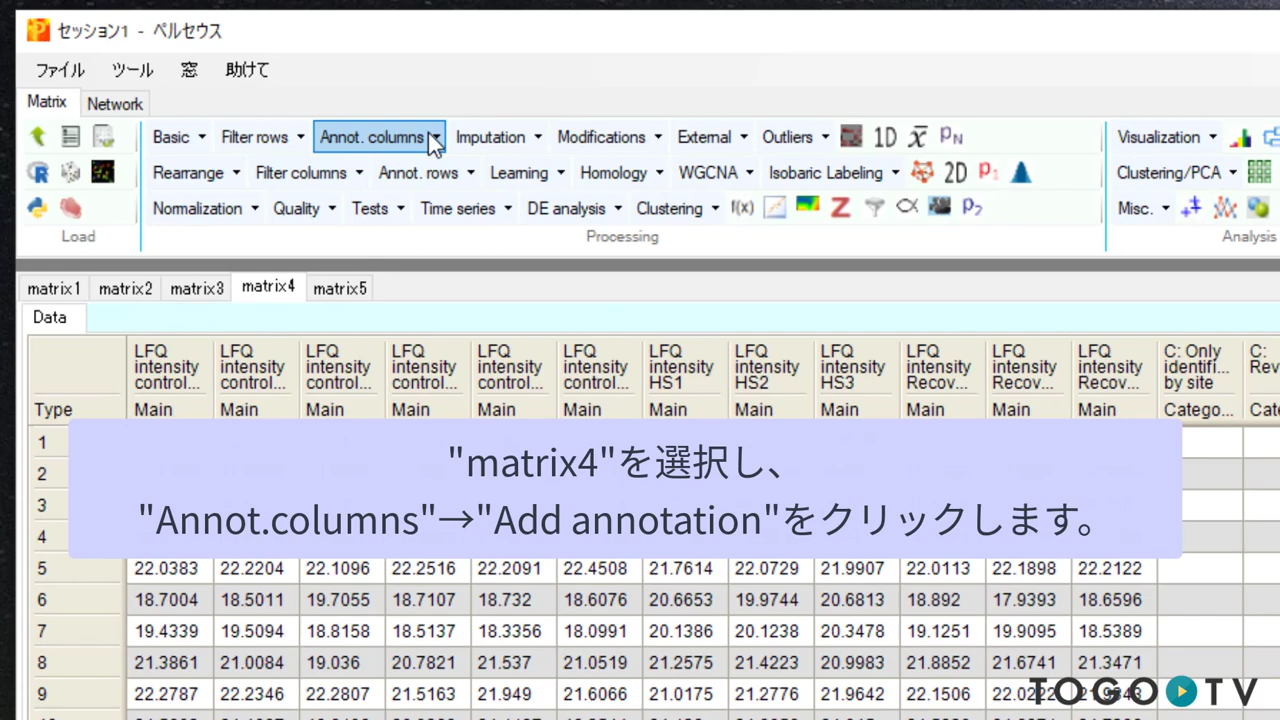 セッション1 - ペルセウス
ファイル ツール 窓 助けて
Matrix Network
Basic Filter rows Annot. columns Imputation Modifications External Outliers 1D x̄ pN Visualization
Rearrange Filter columns Annot. rows Learning Homology WGCNA Isobaric Labeling 2D p1 Clustering/PCA
Normalization Quality Tests Time series DE analysis Clustering f(x) Z p2 Misc.
Load Processing Analysis
matrix1 matrix2 matrix3 matrix4 matrix5
Data
LFQ LFQ LFQ LFQ LFQ LFQ LFQ LFQ LFQ LFQ LFQ LFQ C: Only C:
intensity intensity intensity intensity intensity intensity intensity intensity intensity intensity intensity intensity identifi... Rev
control... control... control... control... control... control... HS1 HS2 HS3 Recov... Recov... Recov... by site
Type Main Main Main Main Main Main Main Main Main Main Main Main Catego... Cat
1
2
3
4
"matrix4"を選択し、
"Annot.columns"→"Add annotation"をクリックします。
5 22.0383 22.2204 22.1096 22.2516 22.2091 22.4508 21.7614 22.0729 21.9907 22.0113 22.1898 22.2122
6 18.7004 18.5011 19.7055 18.7107 18.732 18.6076 20.6653 19.9744 20.6813 18.892 17.9393 18.6596
7 19.4339 19.5094 18.8158 18.5137 18.3356 18.0991 20.1386 20.1238 20.3478 19.1251 19.9095 18.5389
8 21.3861 21.0084 19.036 20.7821 21.537 21.0519 21.2575 21.4223 20.9983 21.8852 21.6741 21.3471
9 22.2787 22.2346 22.2807 21.5163 21.949 21.6066 21.0175 21.2776 21.9642 22.1506
TOGO TV